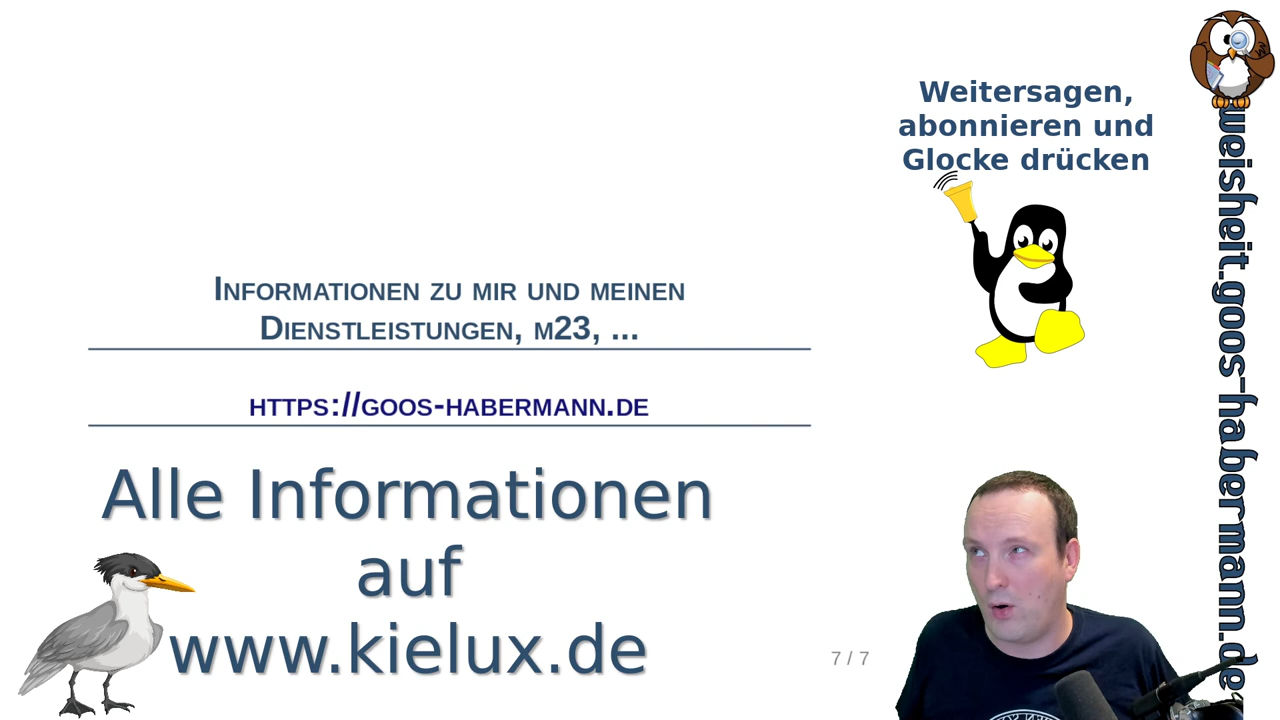 Weitersagen,
abonnieren und
Glocke drücken
Informationen zu mir und meinen
Dienstleistungen, m23, ...
https://goos-habermann.de
Alle Informationen
auf
www.kielux.de
7 / 7
weisheit.goos-habermann.de